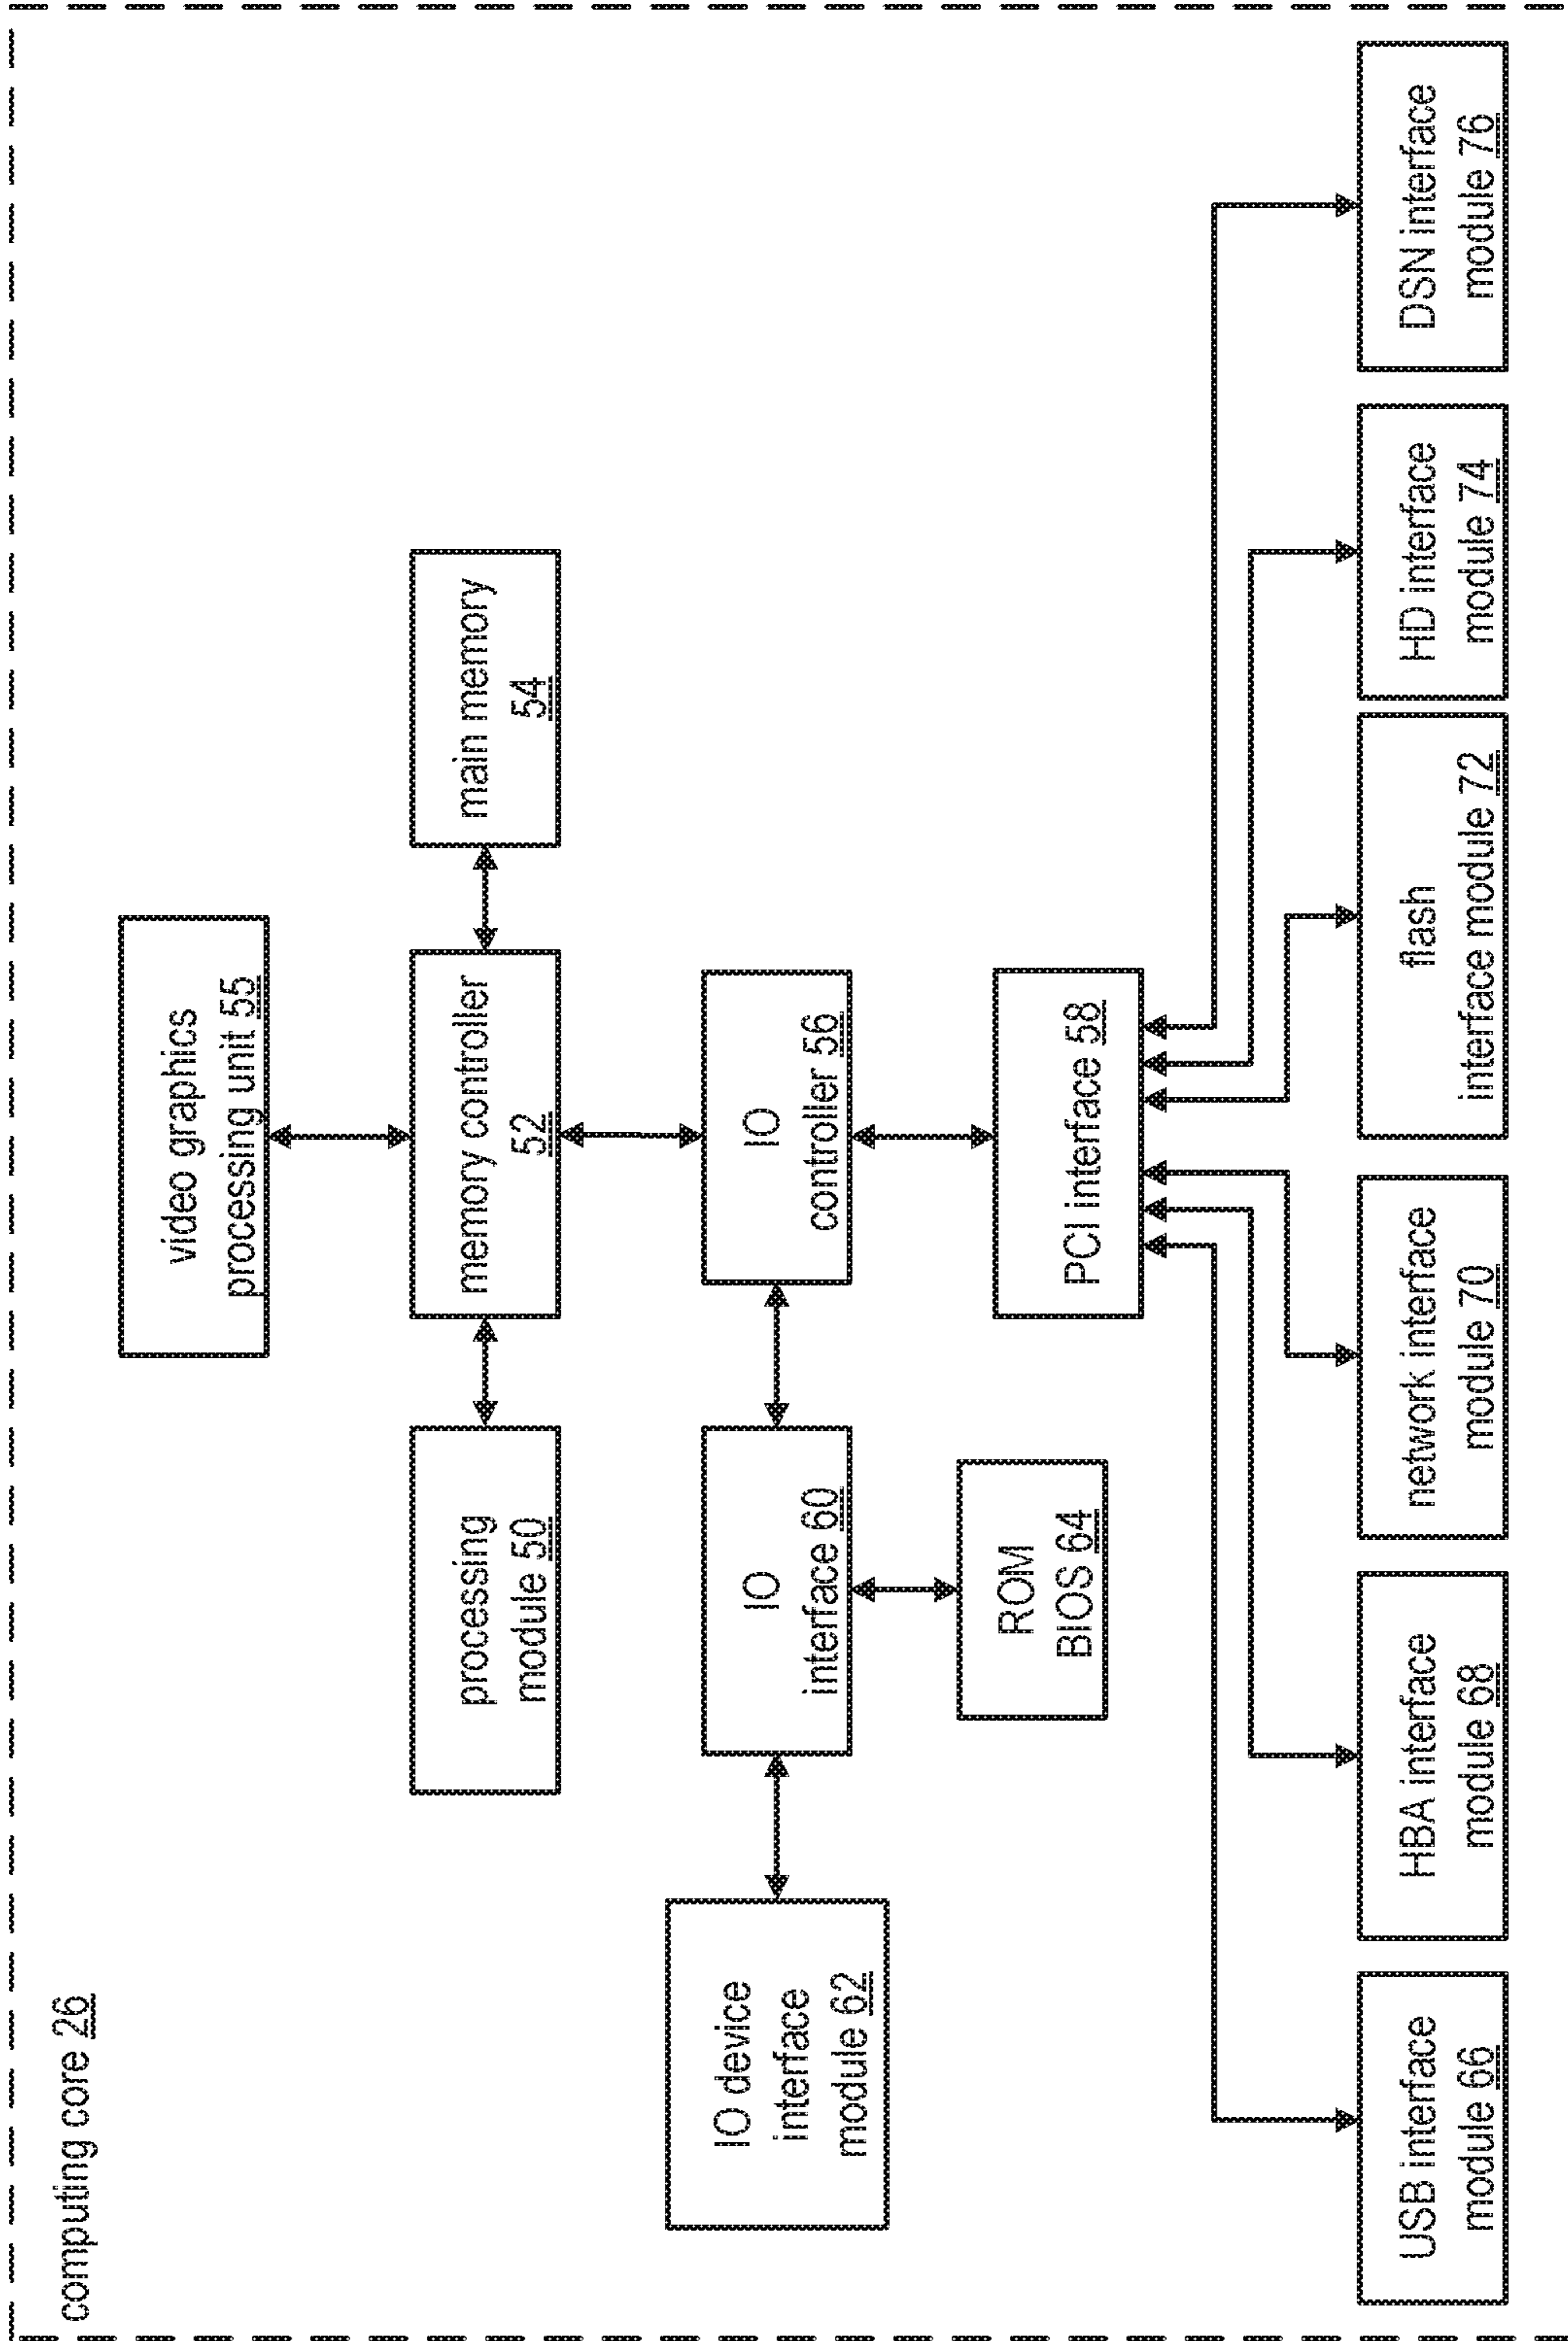 computing core 26
video graphics
processing unit 55
processing
module 50
memory controller
52
main memory
54
IO device
interface
module 62
IO
interface 60
IO
controller 56
ROM
BIOS 64
PCI interface 58
USB interface
module 66
HBA interface
module 68
network interface
module 70
flash
interface module 72
HD interface
module 74
DSN interface
module 76